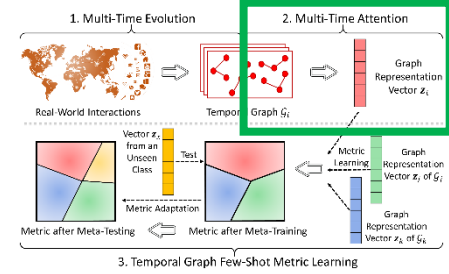 1. Multi-Time Evolution
2. Multi-Time Attention
Graph
Representation
Vector zᵢ
Real-World Interactions
Temporal Graph 𝒢ᵢ
Vector
from an
Unseen
Class
Test
Metric
Learning
Graph
Representation
Vector zⱼ of 𝒢ⱼ
Metric Adaptation
Graph
Representation
Vector zₖ of 𝒢ₖ
Metric after Meta-Testing
Metric after Meta-Training
3. Temporal Graph Few-Shot Metric Learning